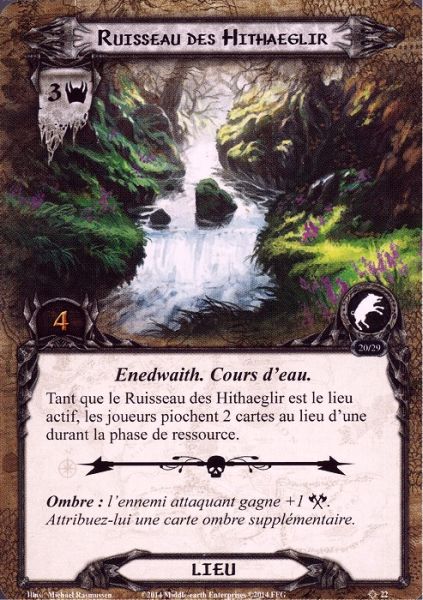 Ruisseau des Hithaeglir
3
4
20/29
Enedwaith. Cours d'eau.
Tant que le Ruisseau des Hithaeglir est le lieu
actif, les joueurs piochent 2 cartes au lieu d'une
durant la phase de ressource.
Ombre : l'ennemi attaquant gagne +1 .
Attribuez-lui une carte ombre supplémentaire.
LIEU
Illus. Michael Rasmussen ©2014 Middle-earth Enterprises ©2014 FFG 22